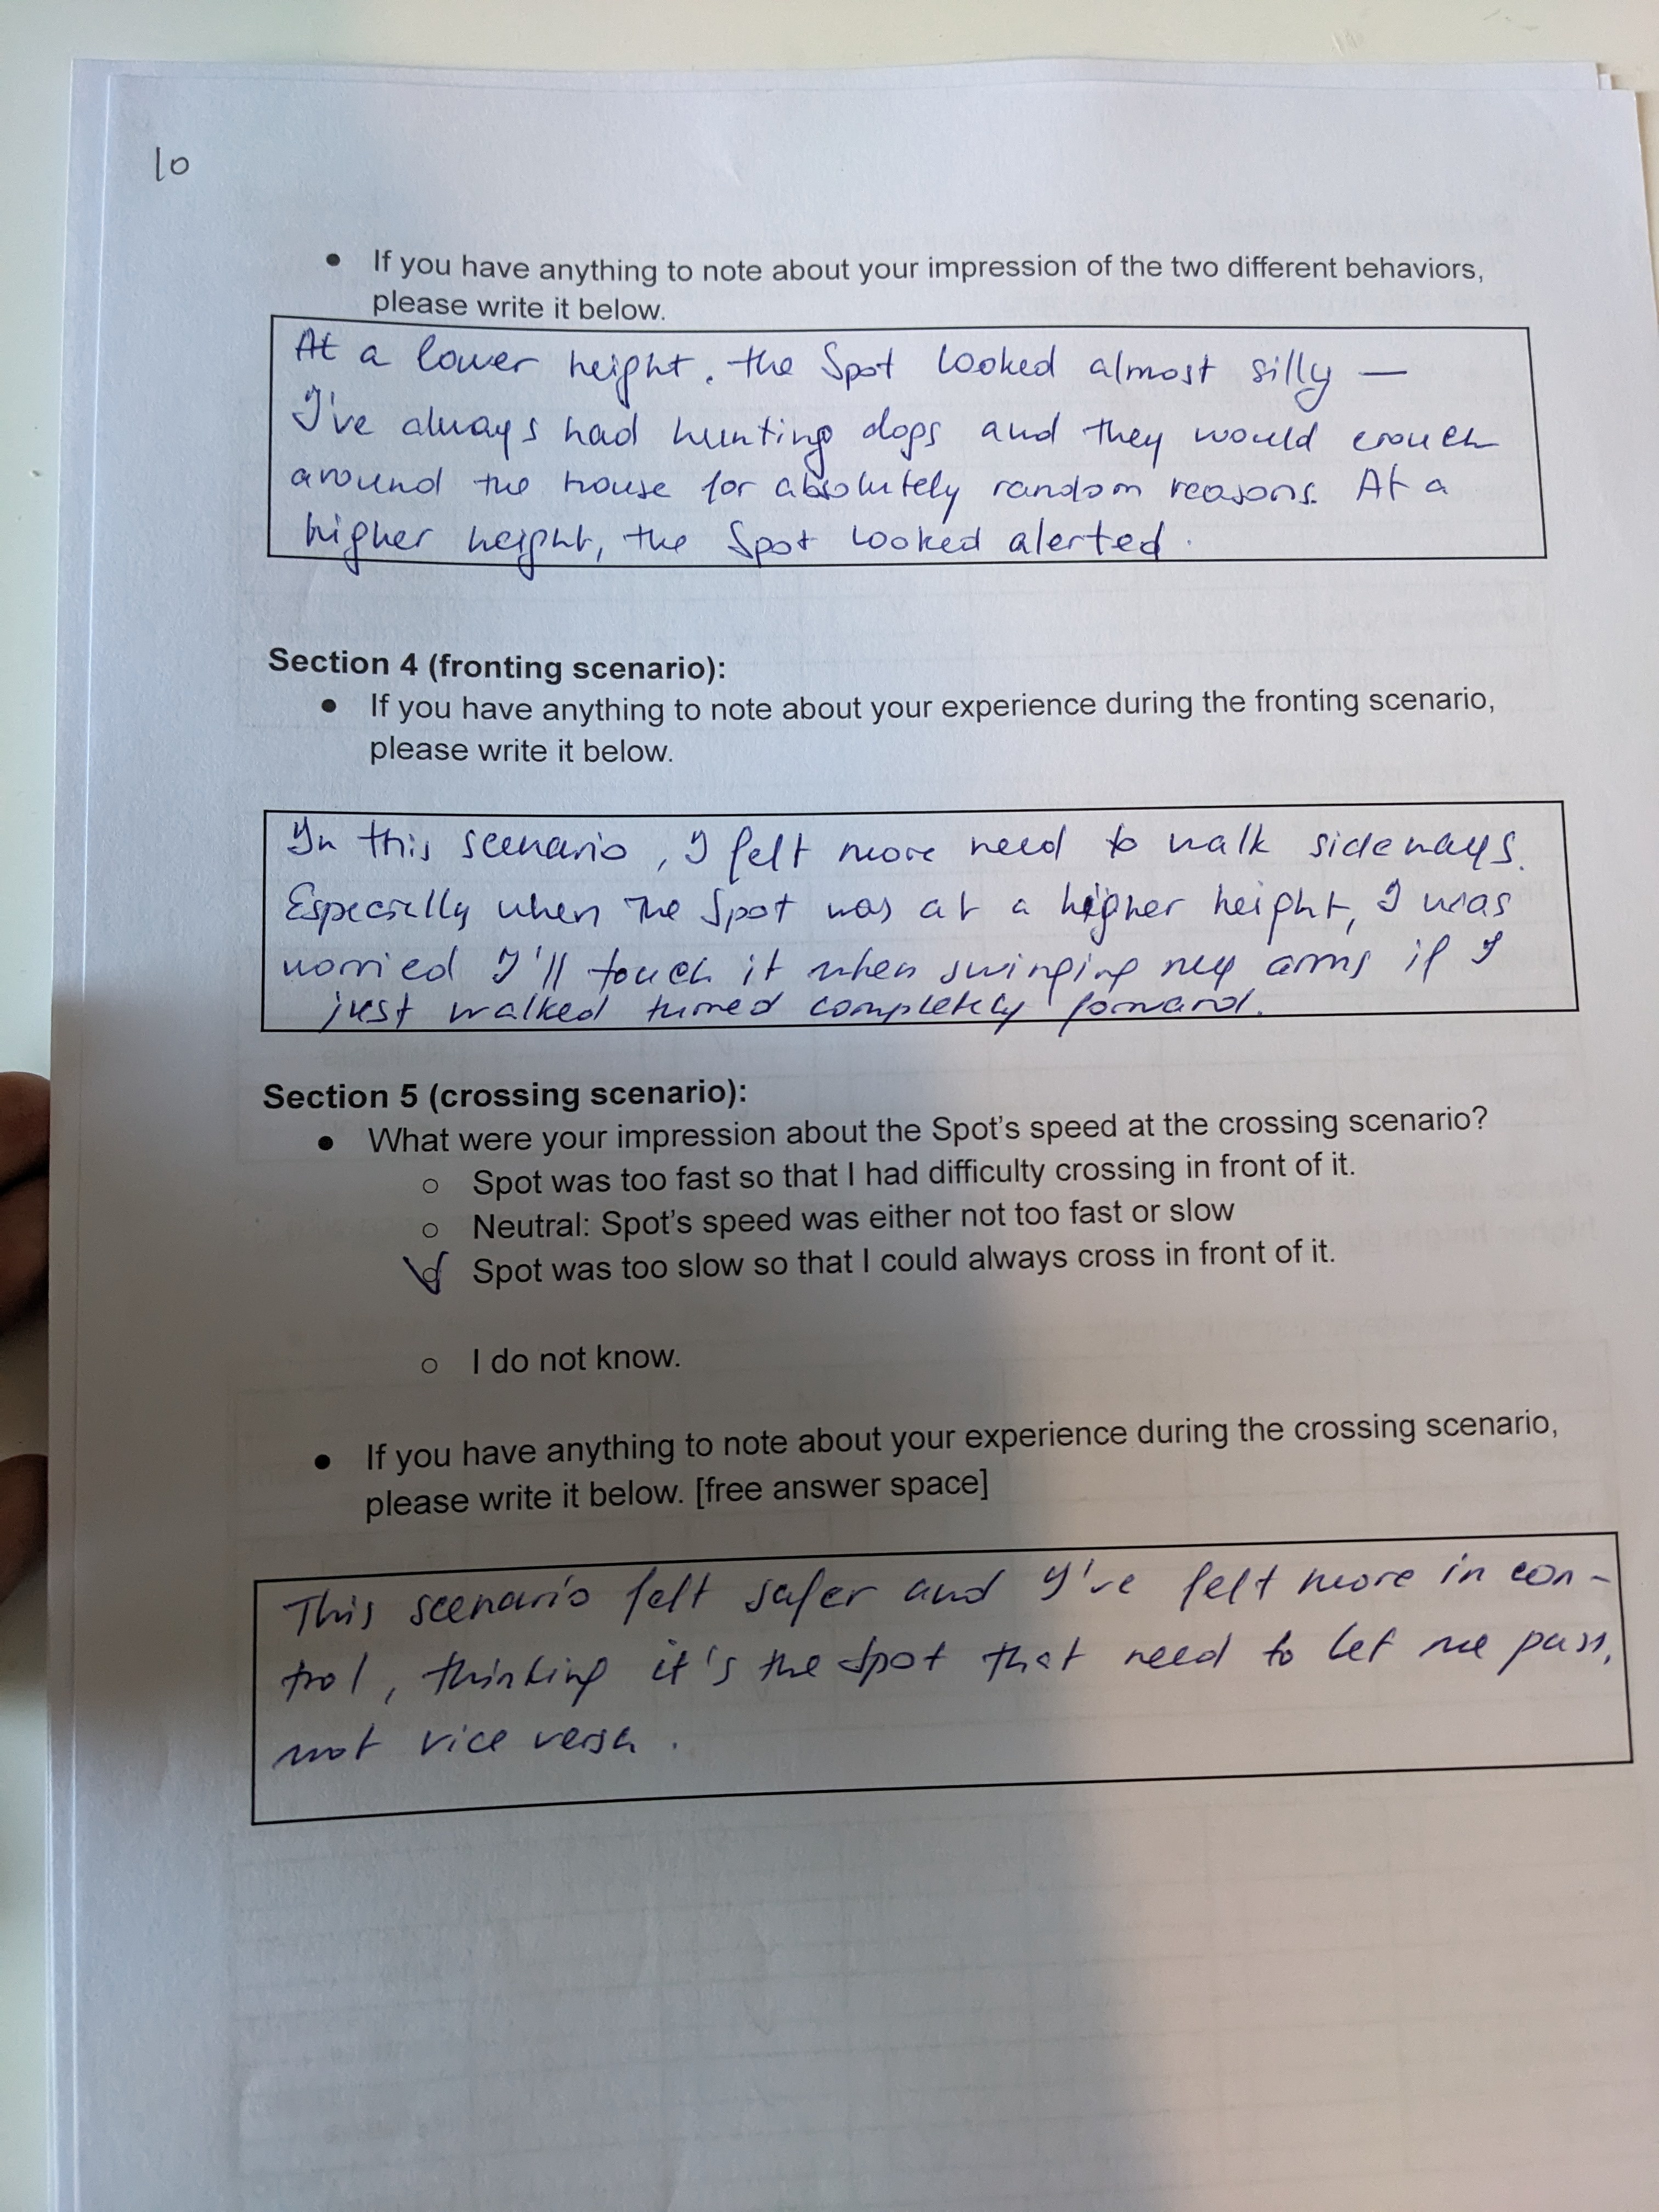 10
• If you have anything to note about your impression of the two different behaviors,
please write it below.
At a lower height, the Spot looked almost silly —
I've always had hunting dogs and they would crouch
around the house for absolutely random reasons. At a
higher height, the Spot looked alerted.
Section 4 (fronting scenario):
• If you have anything to note about your experience during the fronting scenario,
please write it below.
In this scenario, I felt more need to walk sideways.
Especially when the Spot was at a higher height, I was
worried I'll touch it when swinging my arms if I
just walked turned completely forward.
Section 5 (crossing scenario):
• What were your impression about the Spot's speed at the crossing scenario?
○ Spot was too fast so that I had difficulty crossing in front of it.
○ Neutral: Spot's speed was either not too fast or slow
○ Spot was too slow so that I could always cross in front of it.
○ I do not know.
• If you have anything to note about your experience during the crossing scenario,
please write it below. [free answer space]
This scenario felt safer and I've felt more in con-
trol, thinking it's the Spot that need to let me pass,
not vice versa.